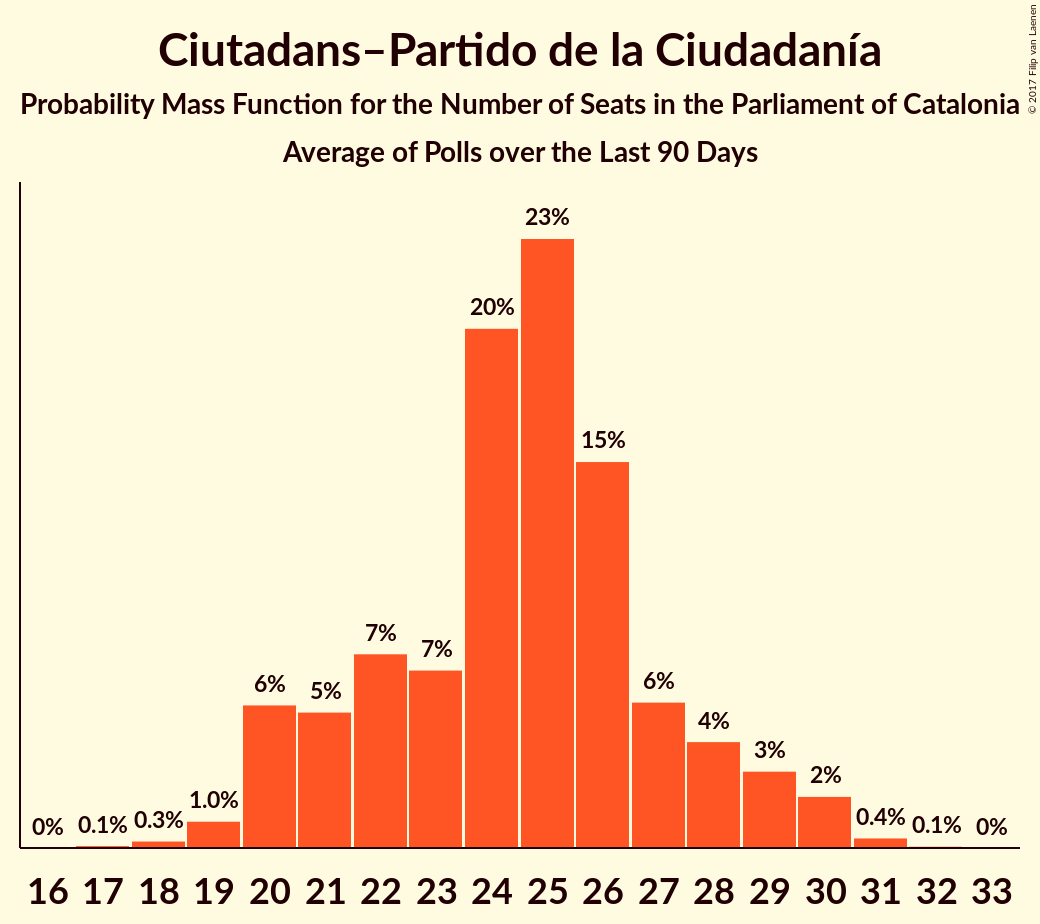 Ciutadans–Partido de la Ciudadanía
Probability Mass Function for the Number of Seats in the Parliament of Catalonia
Average of Polls over the Last 90 Days
© 2017 Filip van Laenen
0% 0.1% 0.3% 1.0% 6% 5% 7% 7% 20% 23% 15% 6% 4% 3% 2% 0.4% 0.1% 0%
16 17 18 19 20 21 22 23 24 25 26 27 28 29 30 31 32 33